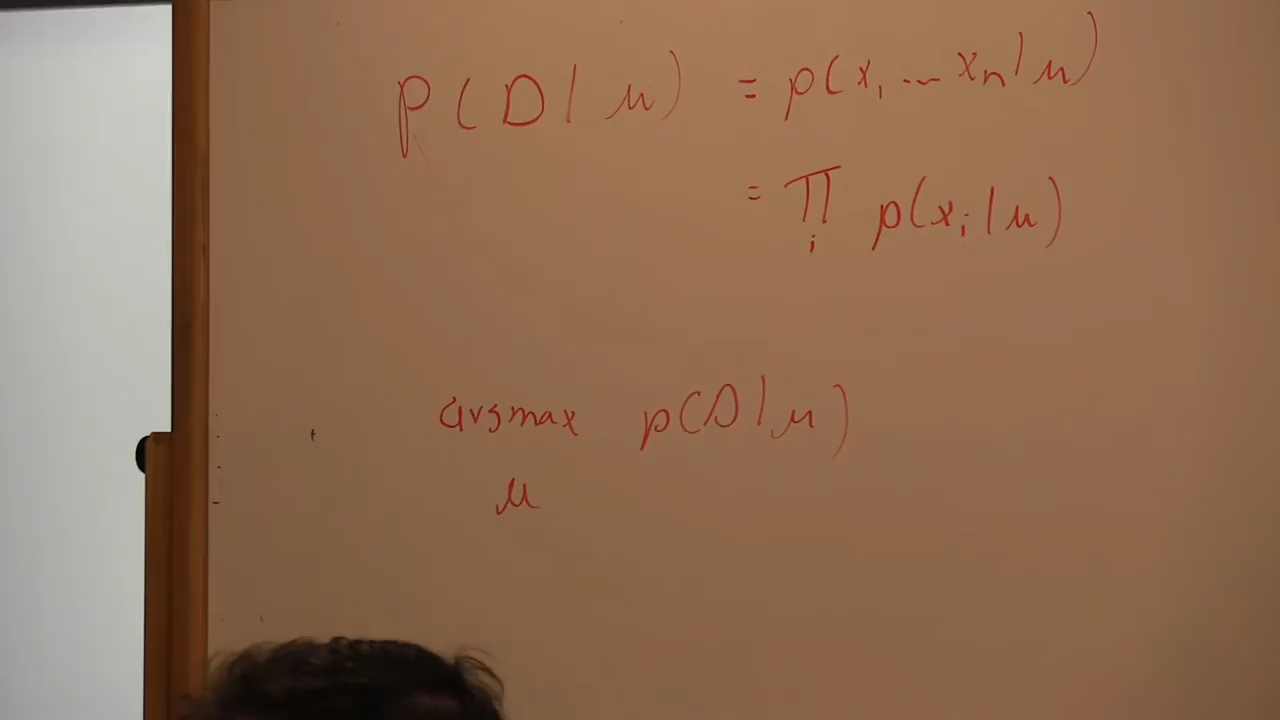 p(D|μ) = p(x₁ ... xₙ|μ)
= ∏ᵢ p(xᵢ|μ)
argmax p(D|μ)
μ